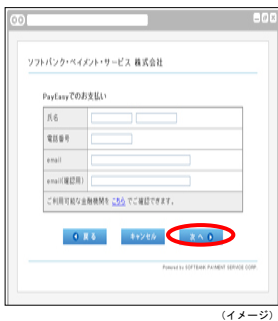 ソフトバンク・ペイメント・サービス 株式会社
PayEasyでのお支払い
氏名
電話番号
email
email(確認用)
ご利用可能な金融機関を こちら でご確認できます。
戻る キャンセル 次へ
Powered by SOFTBANK PAYMENT SERVICE CORP.
(イメージ)